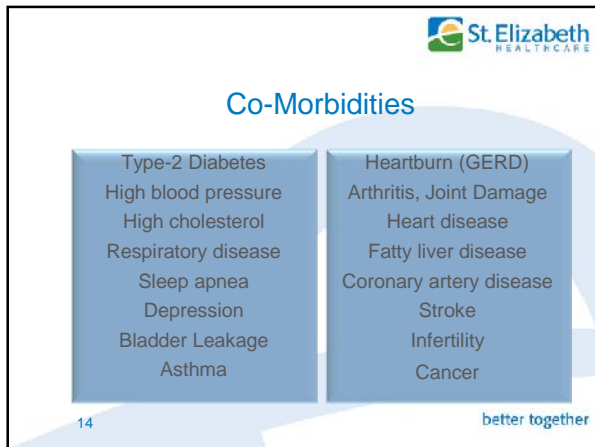 St. Elizabeth
HEALTHCARE
Co-Morbidities
Type-2 Diabetes
High blood pressure
High cholesterol
Respiratory disease
Sleep apnea
Depression
Bladder Leakage
Asthma
Heartburn (GERD)
Arthritis, Joint Damage
Heart disease
Fatty liver disease
Coronary artery disease
Stroke
Infertility
Cancer
14
better together